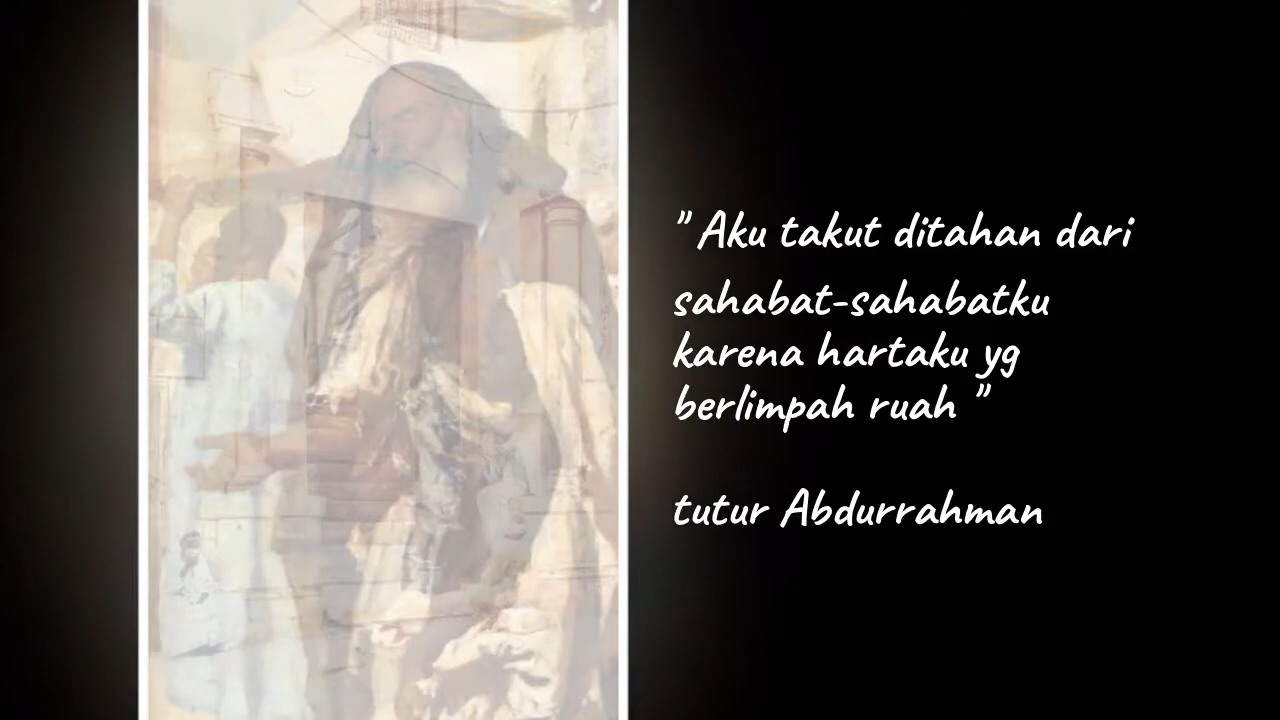 " Aku takut ditahan dari
sahabat-sahabatku
karena hartaku yg
berlimpah ruah "
tutur Abdurrahman